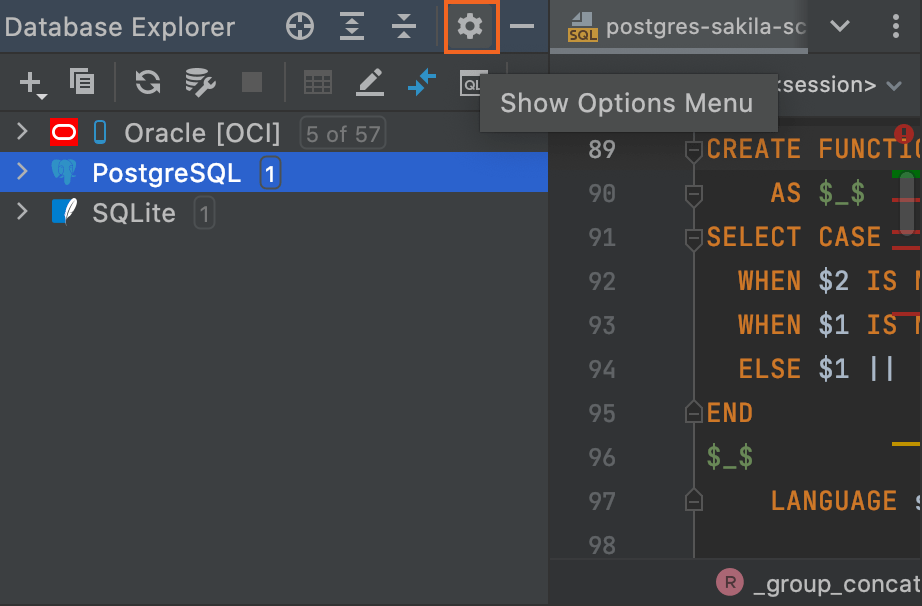 Database Explorer
SQL
postgres-sakila-sc
QL
Show Options Menu
<session>
Oracle [OCI] 5 of 57
PostgreSQL 1
SQLite 1
89 CREATE FUNCTIO
90 AS $_$
91 SELECT CASE
92 WHEN $2 IS N
93 WHEN $1 IS N
94 ELSE $1 ||
95 END
96 $_$
97 LANGUAGE s
98
R _group_concat